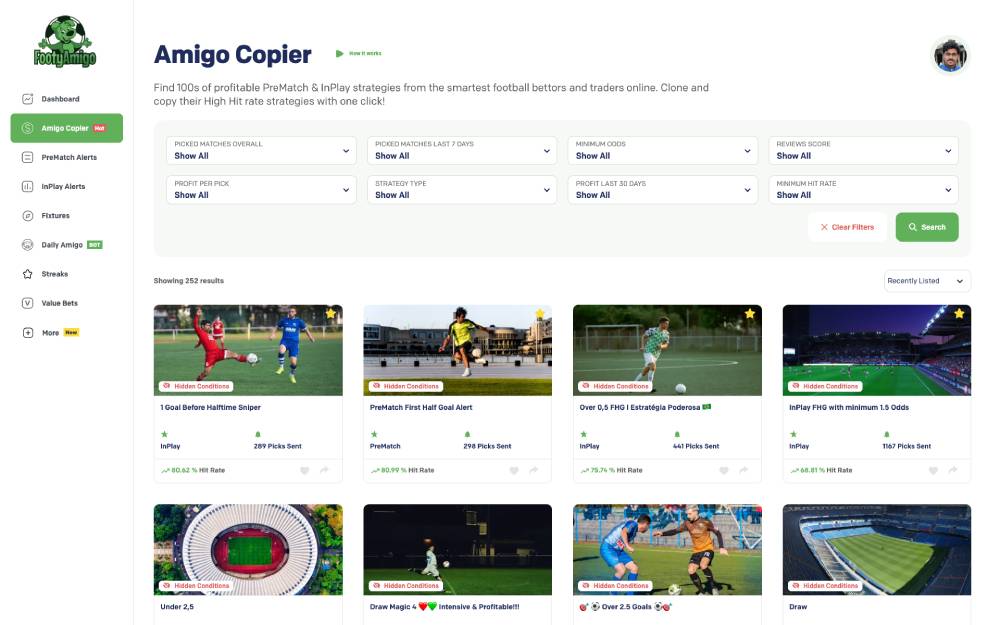 FootyAmigo
Dashboard
Amigo Copier Hot
PreMatch Alerts
InPlay Alerts
Fixtures
Daily Amigo BOT
Streaks
Value Bets
More New
Amigo Copier
How it works
Find 100s of profitable PreMatch & InPlay strategies from the smartest football bettors and traders online. Clone and
copy their High Hit rate strategies with one click!
PICKED MATCHES OVERALL
Show All
PICKED MATCHES LAST 7 DAYS
Show All
MINIMUM ODDS
Show All
REVIEWS SCORE
Show All
PROFIT PER PICK
Show All
STRATEGY TYPE
Show All
PROFIT LAST 30 DAYS
Show All
MINIMUM HIT RATE
Show All
Clear Filters
Search
Showing 252 results
Recently Listed
Hidden Conditions
1 Goal Before Halftime Sniper
InPlay
289 Picks Sent
80.62 % Hit Rate
Hidden Conditions
PreMatch First Half Goal Alert
PreMatch
298 Picks Sent
80.99 % Hit Rate
Hidden Conditions
Over 0,5 FHG I Estratégia Poderosa 💵
InPlay
441 Picks Sent
75.74 % Hit Rate
Hidden Conditions
InPlay FHG with minimum 1.5 Odds
InPlay
1167 Picks Sent
68.81 % Hit Rate
Hidden Conditions
Under 2,5
Hidden Conditions
Draw Magic 4 ❤️💚 Intensive & Profitable!!!
Hidden Conditions
🎯 ⚽ Over 2.5 Goals ⚽🎯
Hidden Conditions
Draw